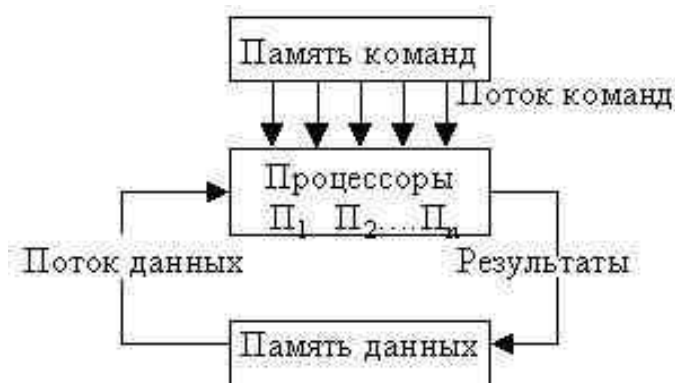 Память команд
Поток команд
Процессоры
П1 П2....Пn
Поток данных
Результаты
Память данных